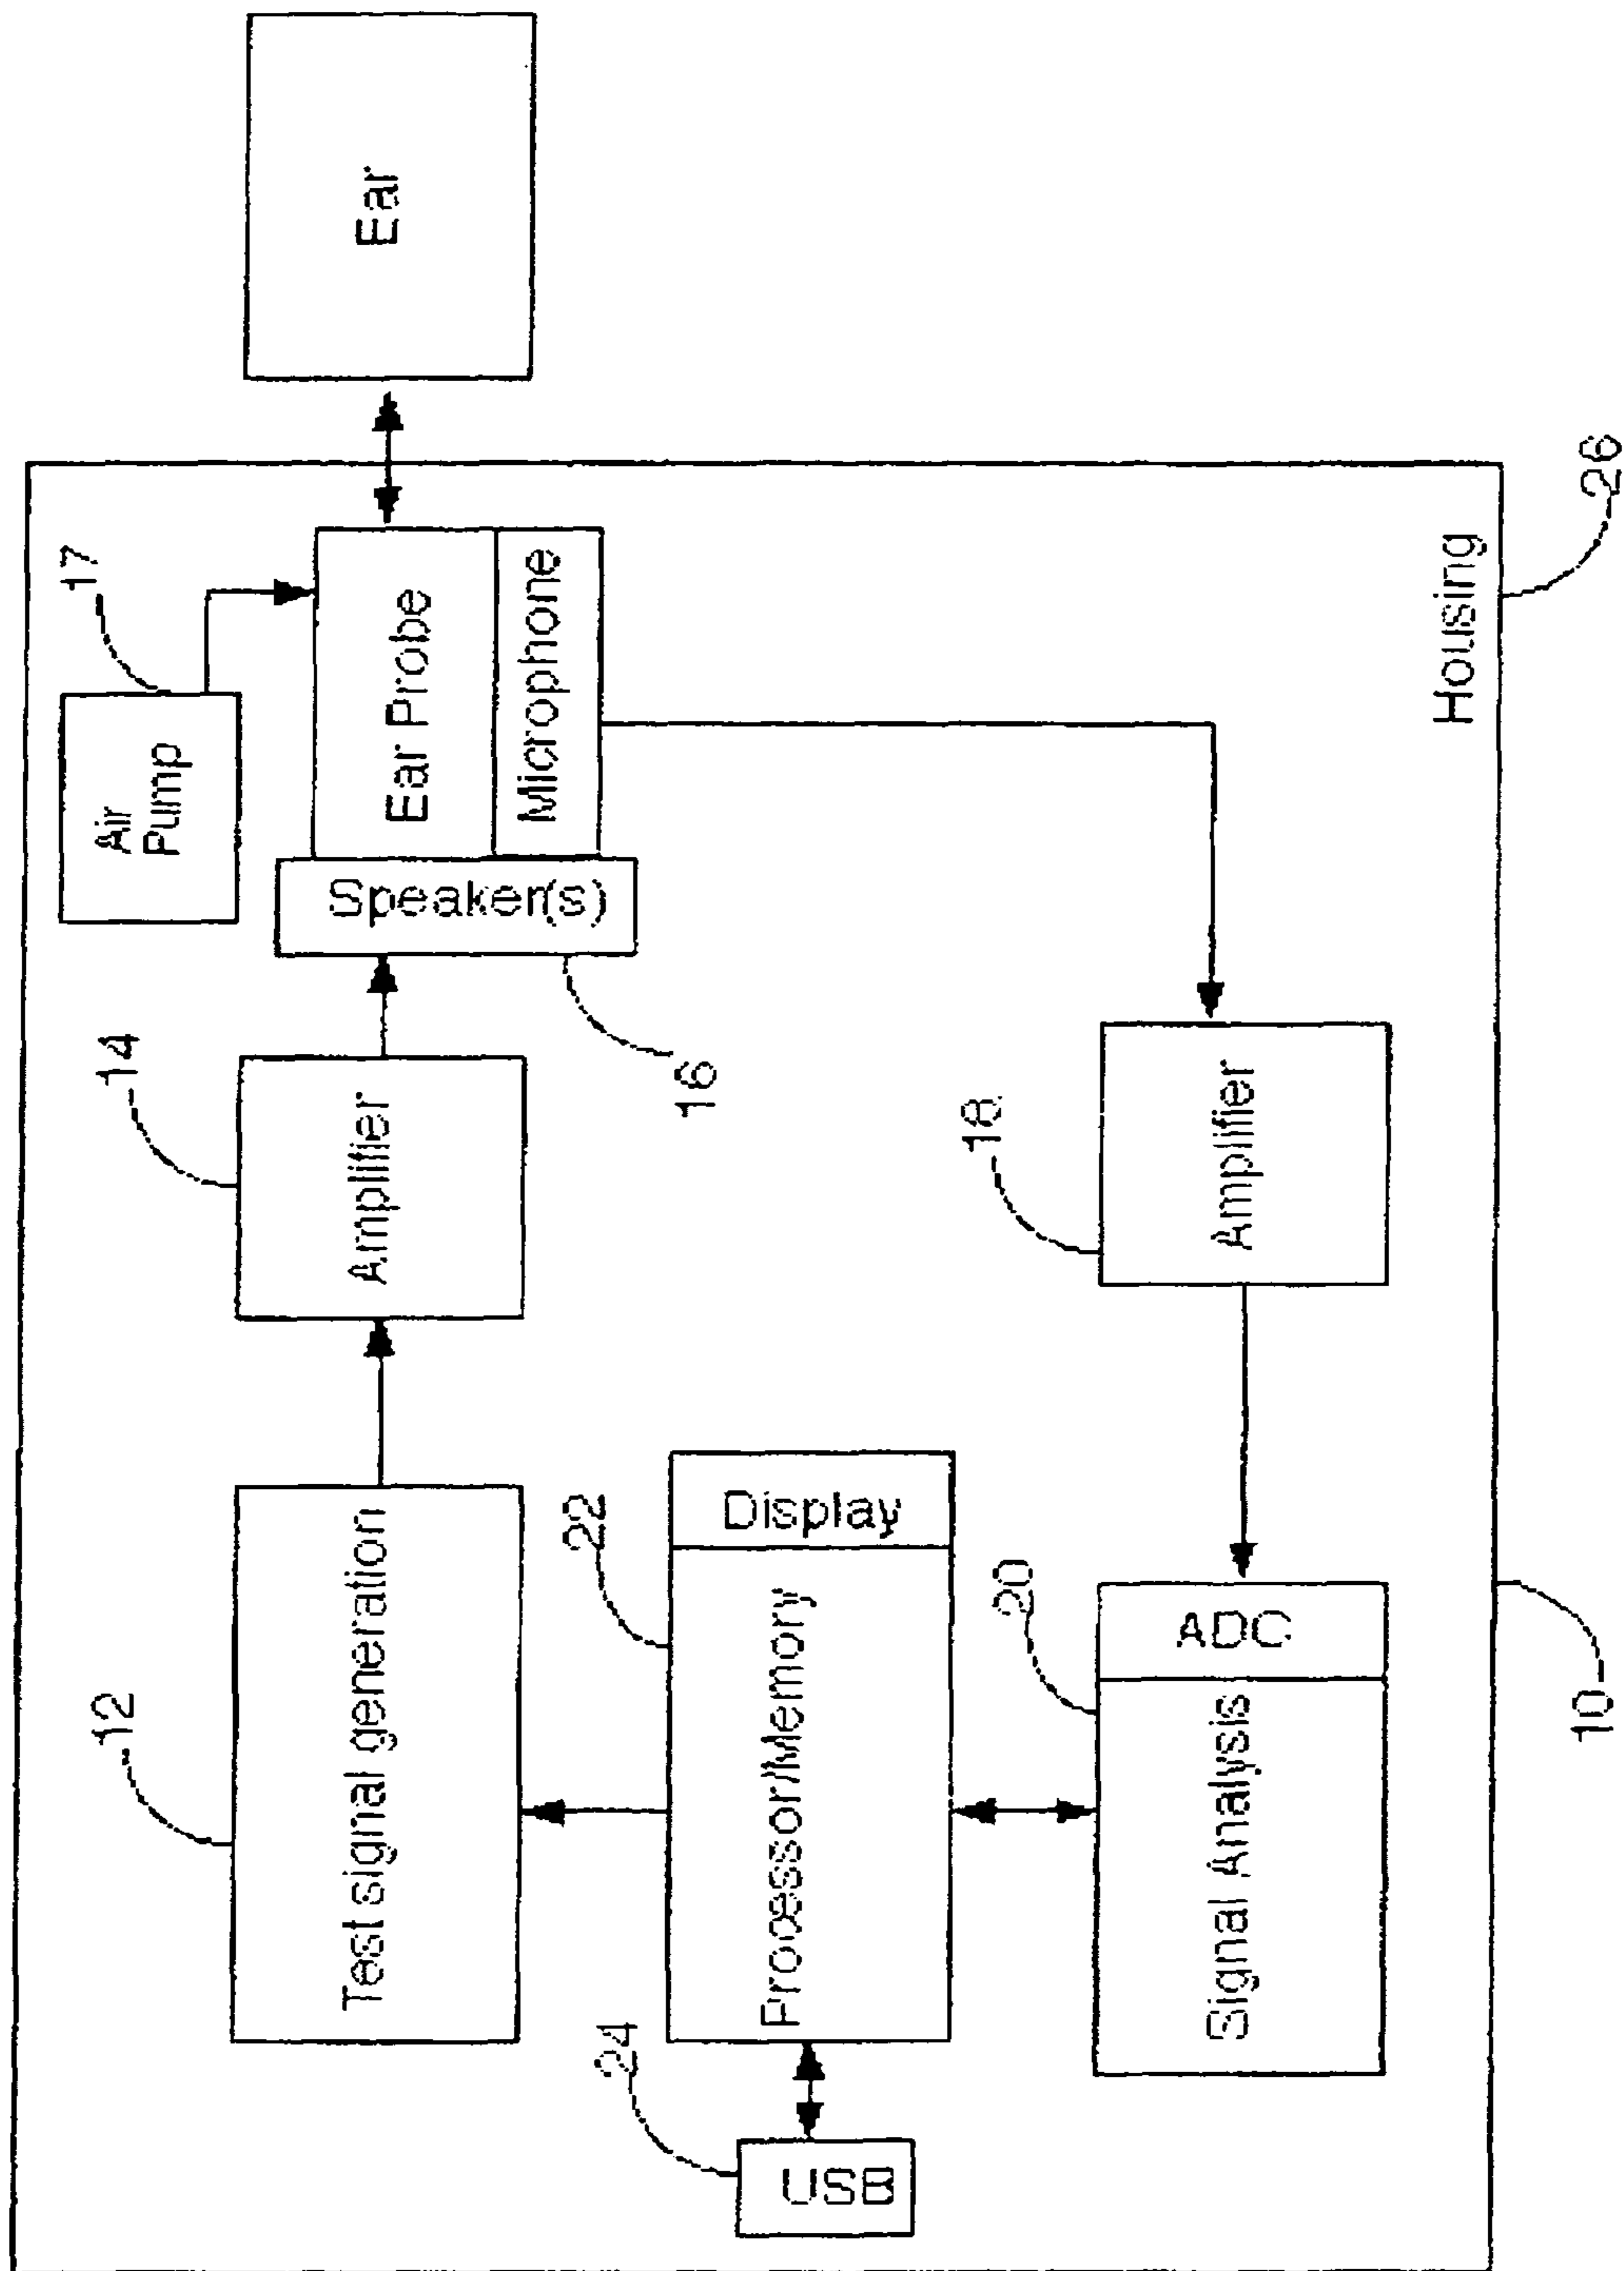 12
Test signal generation
14
Amplifier
17
Air
Pump
Speaker(s)
16
Ear Probe
Microphone
Ear
24
USB
22
Processor/Memory
Display
20
Signal Analysis
ADC
18
Amplifier
Housing
10
26